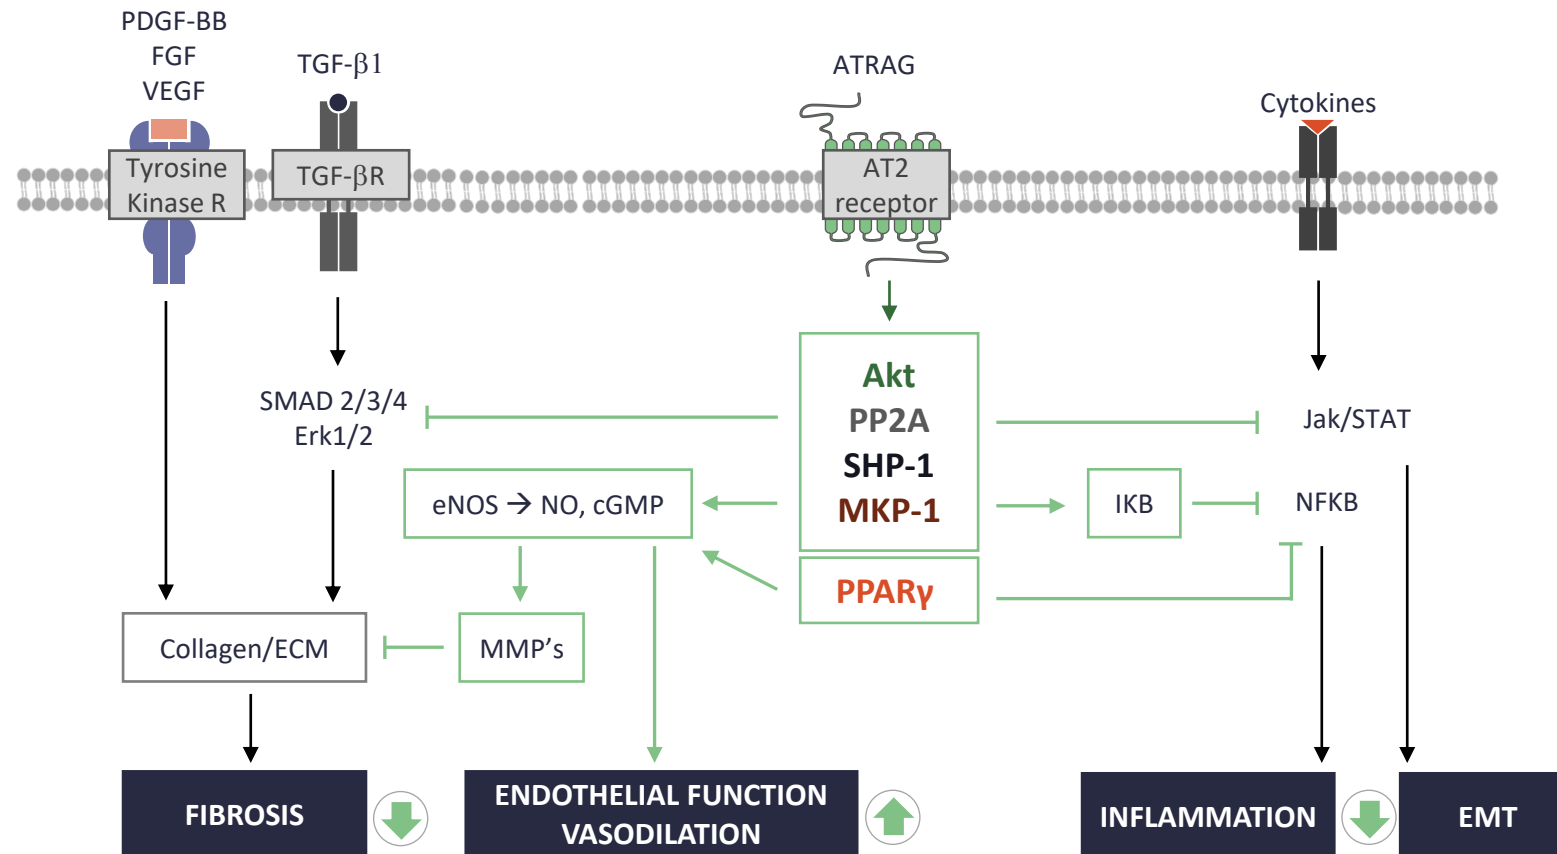 PDGF-BB
FGF
VEGF
TGF-β1
ATRAG
Cytokines
Tyrosine
Kinase R
TGF-βR
AT2
receptor
Akt
PP2A
SHP-1
MKP-1
PPARγ
SMAD 2/3/4
Erk1/2
Jak/STAT
eNOS → NO, cGMP
IKB
NFKB
Collagen/ECM
MMP’s
FIBROSIS
ENDOTHELIAL FUNCTION
VASODILATION
INFLAMMATION
EMT